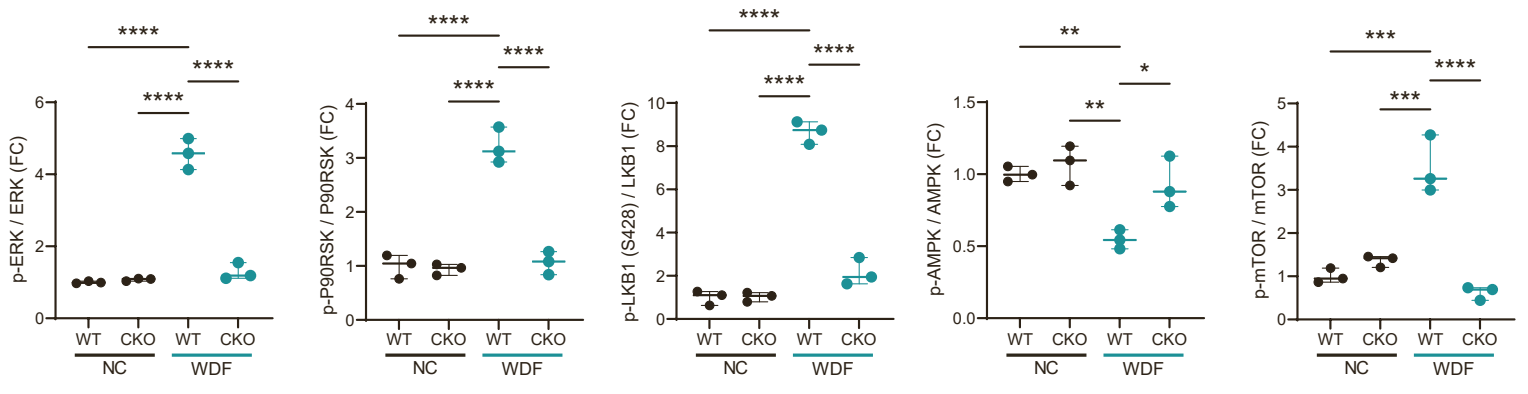 ****
****
****
p-ERK / ERK (FC)
6
4
2
0
WT
CKO
WT
CKO
NC
WDF
****
****
****
p-P90RSK / P90RSK (FC)
4
3
2
1
0
WT
CKO
WT
CKO
NC
WDF
****
****
****
p-LKB1 (S428) / LKB1 (FC)
10
8
6
4
2
0
WT
CKO
WT
CKO
NC
WDF
**
*
**
p-AMPK / AMPK (FC)
1.5
1.0
0.5
0.0
WT
CKO
WT
CKO
NC
WDF
***
****
***
p-mTOR / mTOR (FC)
5
4
3
2
1
0
WT
CKO
WT
CKO
NC
WDF